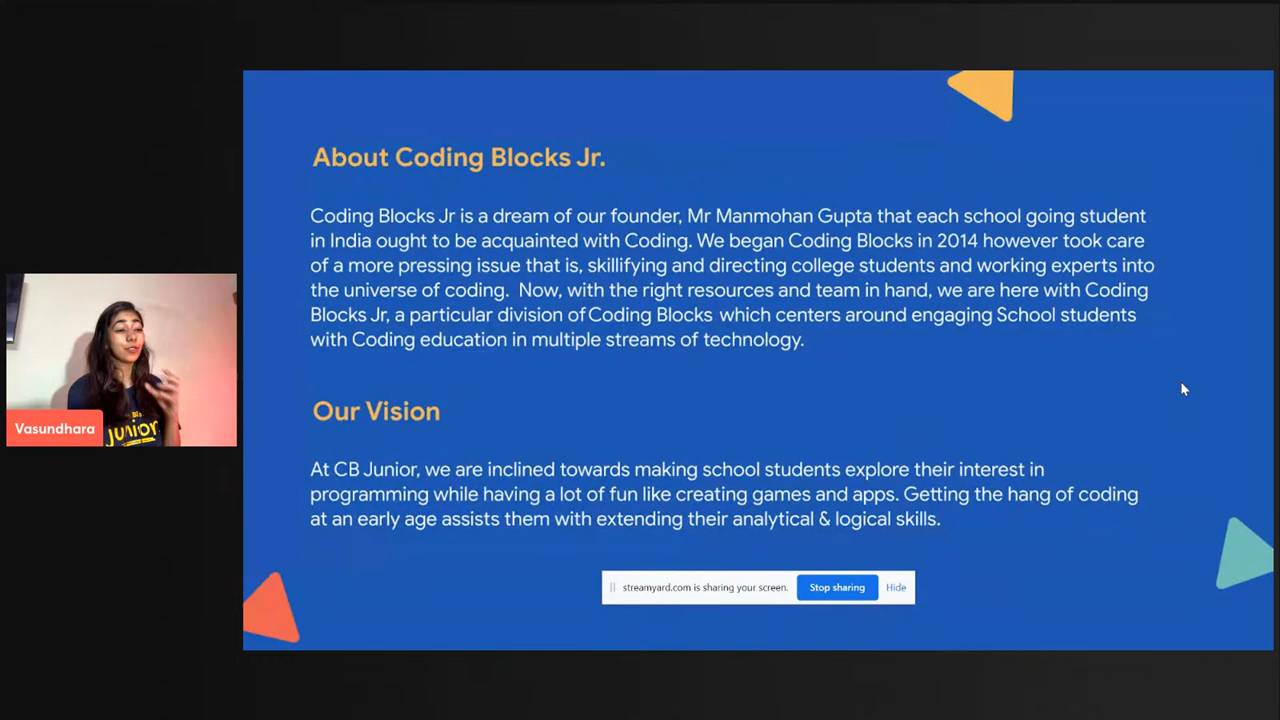 About Coding Blocks Jr.
Coding Blocks Jr is a dream of our founder, Mr Manmohan Gupta that each school going student
in India ought to be acquainted with Coding. We began Coding Blocks in 2014 however took care
of a more pressing issue that is, skillifying and directing college students and working experts into
the universe of coding. Now, with the right resources and team in hand, we are here with Coding
Blocks Jr, a particular division of Coding Blocks which centers around engaging School students
with Coding education in multiple streams of technology.
Our Vision
At CB Junior, we are inclined towards making school students explore their interest in
programming while having a lot of fun like creating games and apps. Getting the hang of coding
at an early age assists them with extending their analytical & logical skills.
streamyard.com is sharing your screen. Stop sharing Hide
Vasundhara
junior